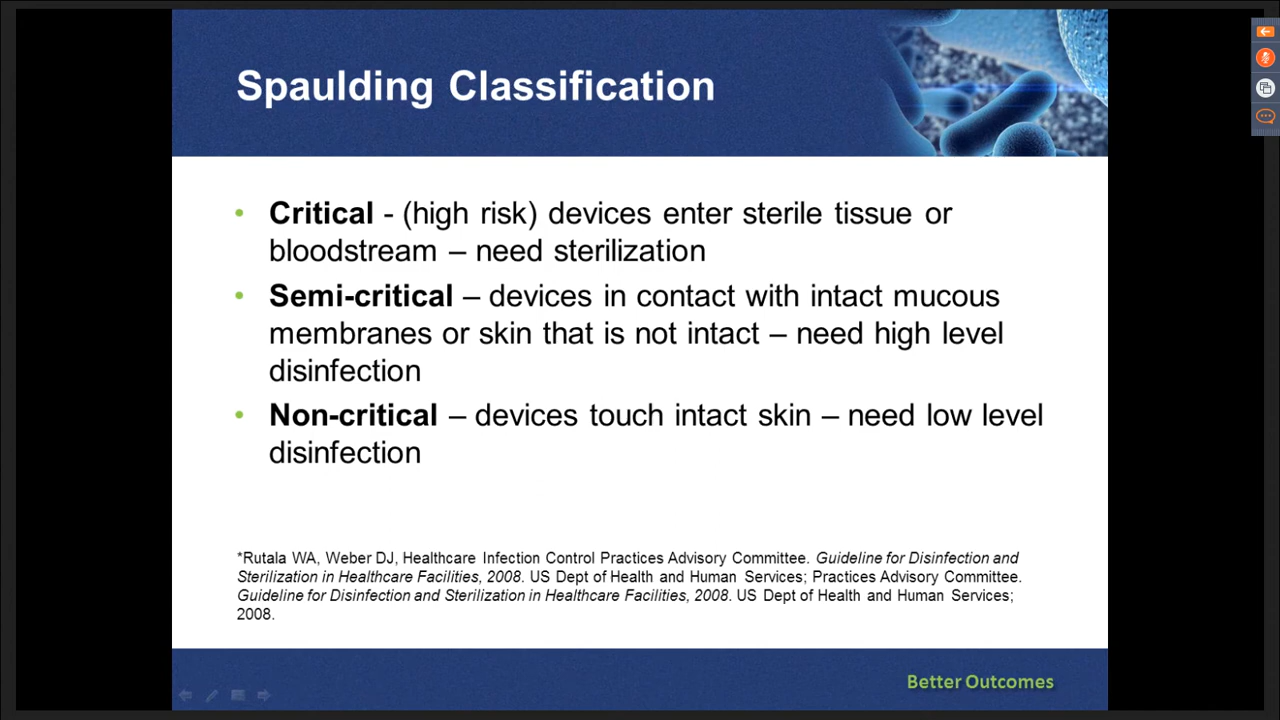 Spaulding Classification
• Critical - (high risk) devices enter sterile tissue or
bloodstream – need sterilization
• Semi-critical – devices in contact with intact mucous
membranes or skin that is not intact – need high level
disinfection
• Non-critical – devices touch intact skin – need low level
disinfection
*Rutala WA, Weber DJ, Healthcare Infection Control Practices Advisory Committee. Guideline for Disinfection and
Sterilization in Healthcare Facilities, 2008. US Dept of Health and Human Services; Practices Advisory Committee.
Guideline for Disinfection and Sterilization in Healthcare Facilities, 2008. US Dept of Health and Human Services;
2008.
Better Outcomes